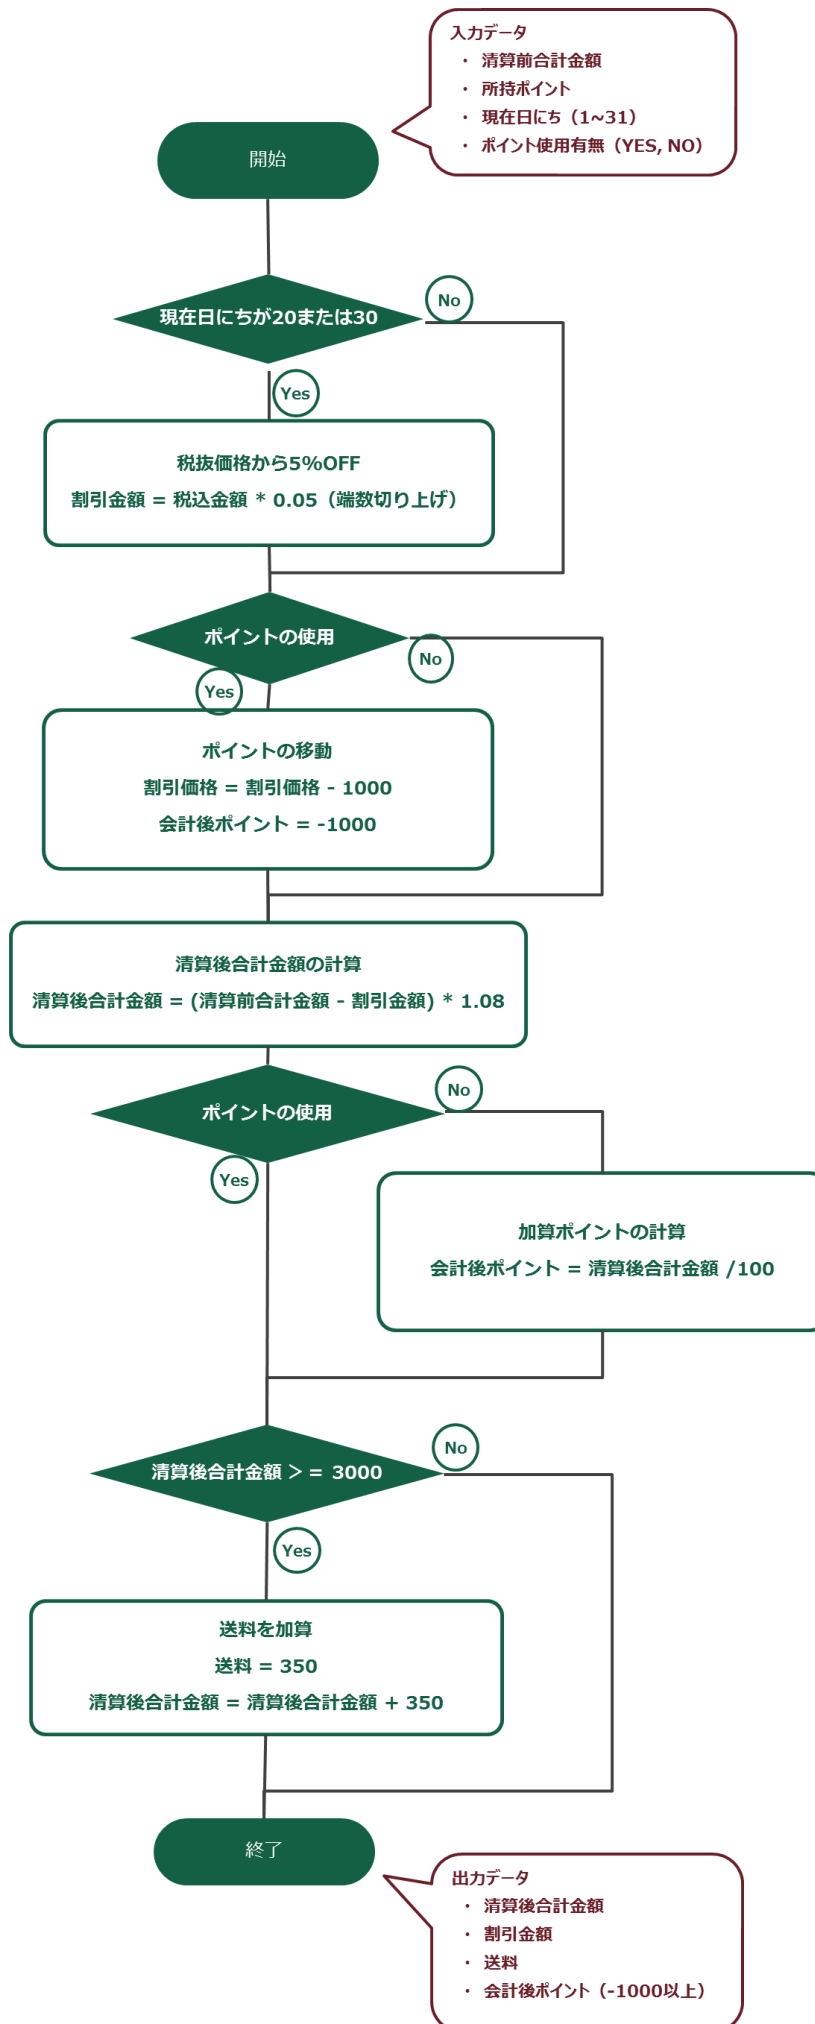 入力データ
・ 清算前合計金額
・ 所持ポイント
・ 現在日にち（1~31）
・ ポイント使用有無（YES, NO）
開始
現在日にちが20または30
No
Yes
税抜価格から5%OFF
割引金額 = 税込金額 * 0.05（端数切り上げ）
ポイントの使用
No
Yes
ポイントの移動
割引価格 = 割引価格 - 1000
会計後ポイント = -1000
清算後合計金額の計算
清算後合計金額 = (清算前合計金額 - 割引金額) * 1.08
ポイントの使用
No
Yes
加算ポイントの計算
会計後ポイント = 清算後合計金額 /100
清算後合計金額 ＞= 3000
No
Yes
送料を加算
送料 = 350
清算後合計金額 = 清算後合計金額 + 350
終了
出力データ
・ 清算後合計金額
・ 割引金額
・ 送料
・ 会計後ポイント（-1000以上）